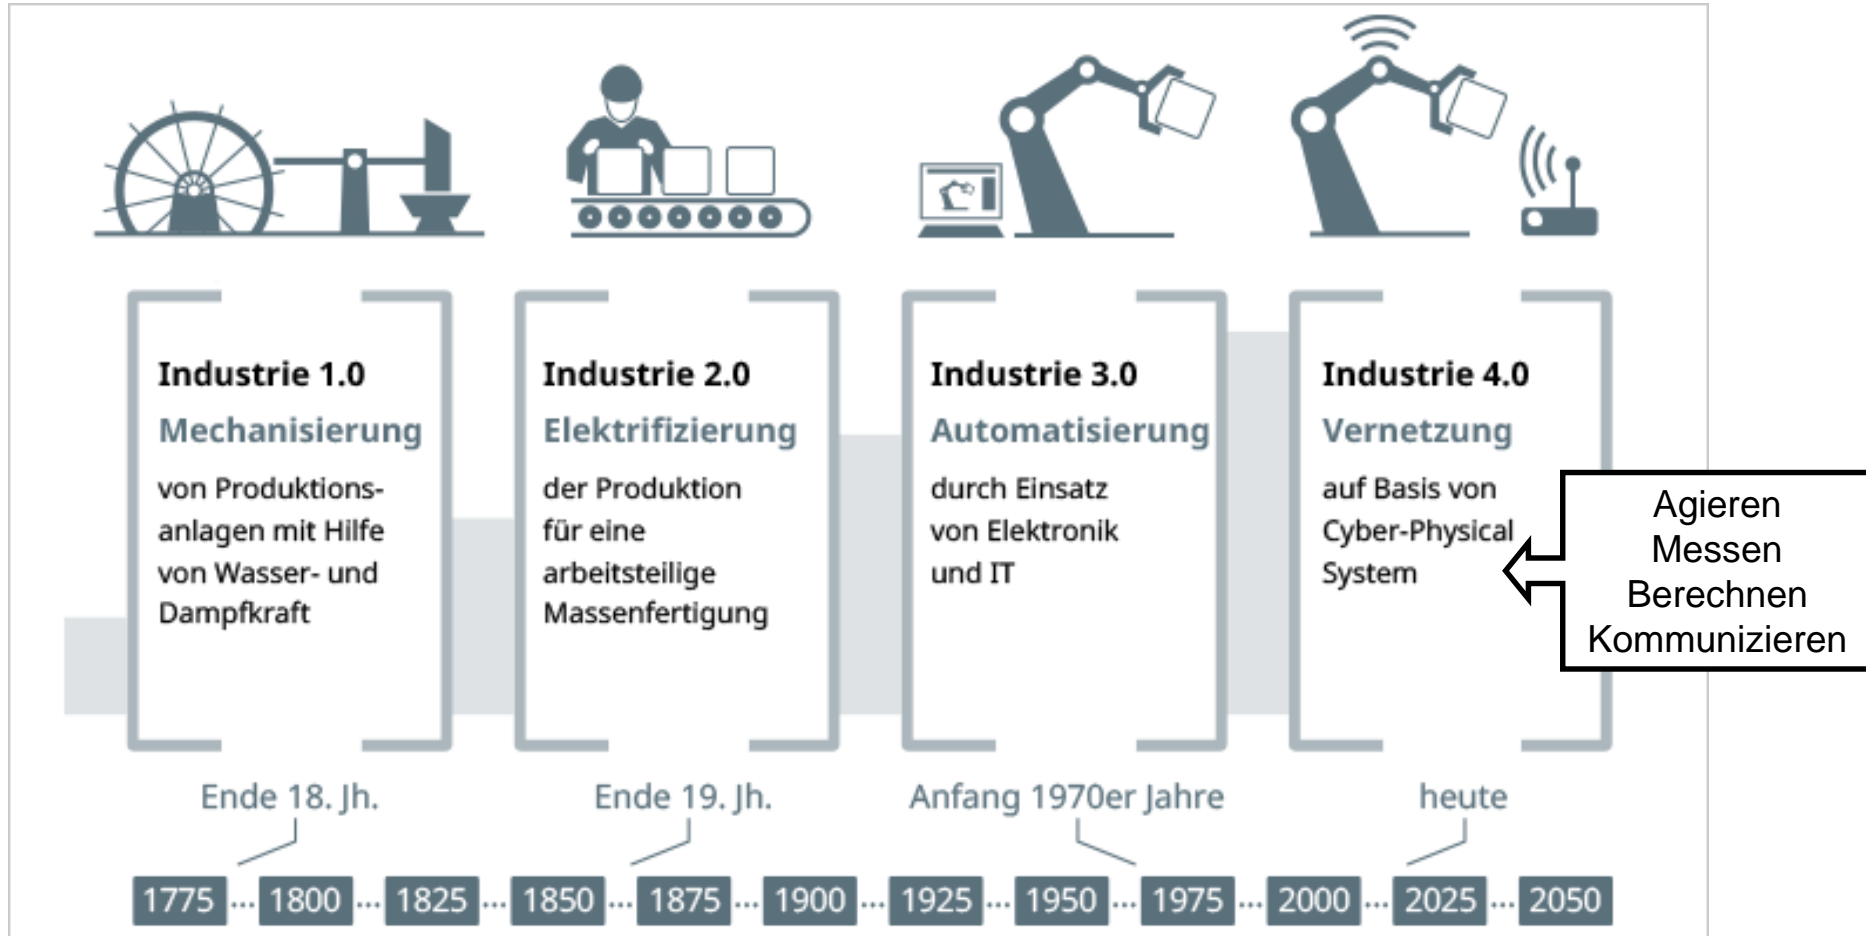 Industrie 1.0
Mechanisierung
von Produktions-
anlagen mit Hilfe
von Wasser- und
Dampfkraft
Industrie 2.0
Elektrifizierung
der Produktion
für eine
arbeitsteilige
Massenfertigung
Industrie 3.0
Automatisierung
durch Einsatz
von Elektronik
und IT
Industrie 4.0
Vernetzung
auf Basis von
Cyber-Physical
System
Agieren
Messen
Berechnen
Kommunizieren
Ende 18. Jh.
Ende 19. Jh.
Anfang 1970er Jahre
heute
1775 ... 1800 ... 1825 ... 1850 ... 1875 ... 1900 ... 1925 ... 1950 ... 1975 ... 2000 ... 2025 ... 2050